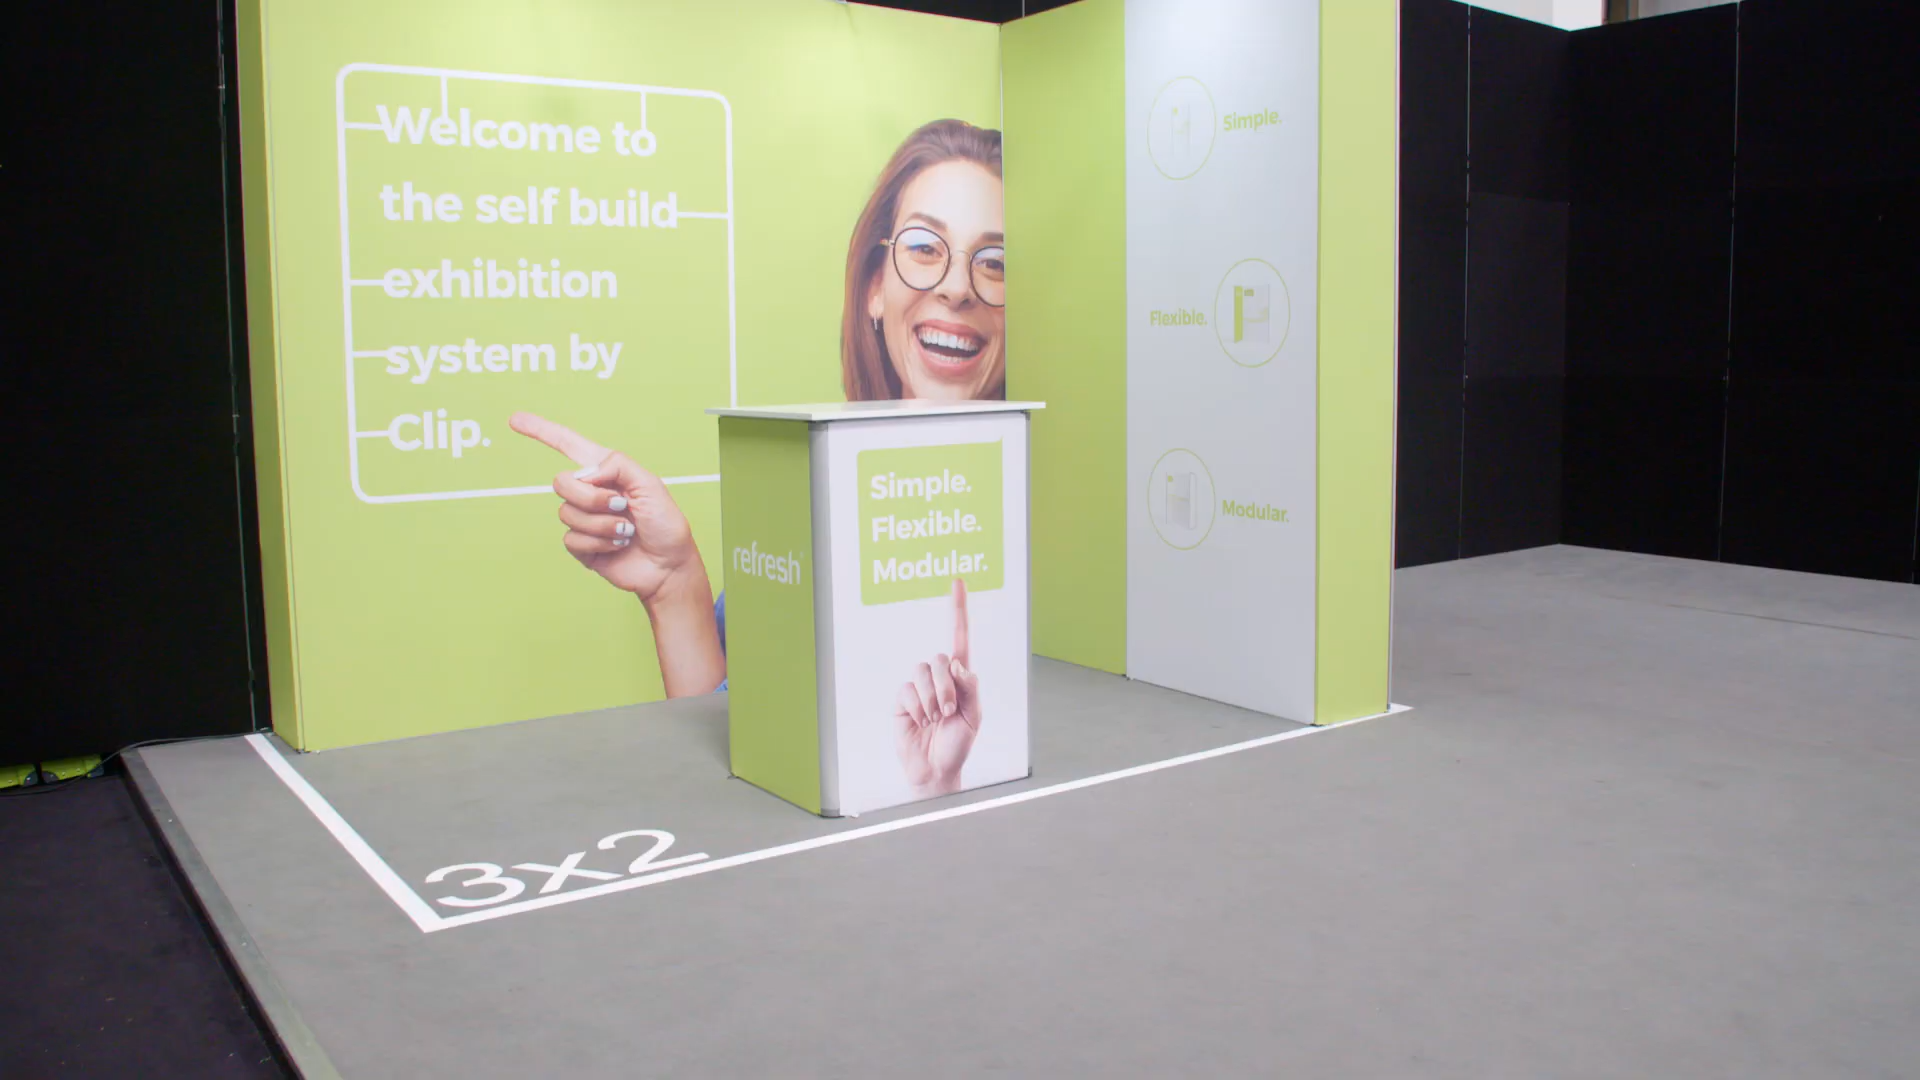 Welcome to
the self build
exhibition
system by
Clip.
refresh
Simple.
Flexible.
Modular.
Simple.
Flexible.
Modular.
3x2